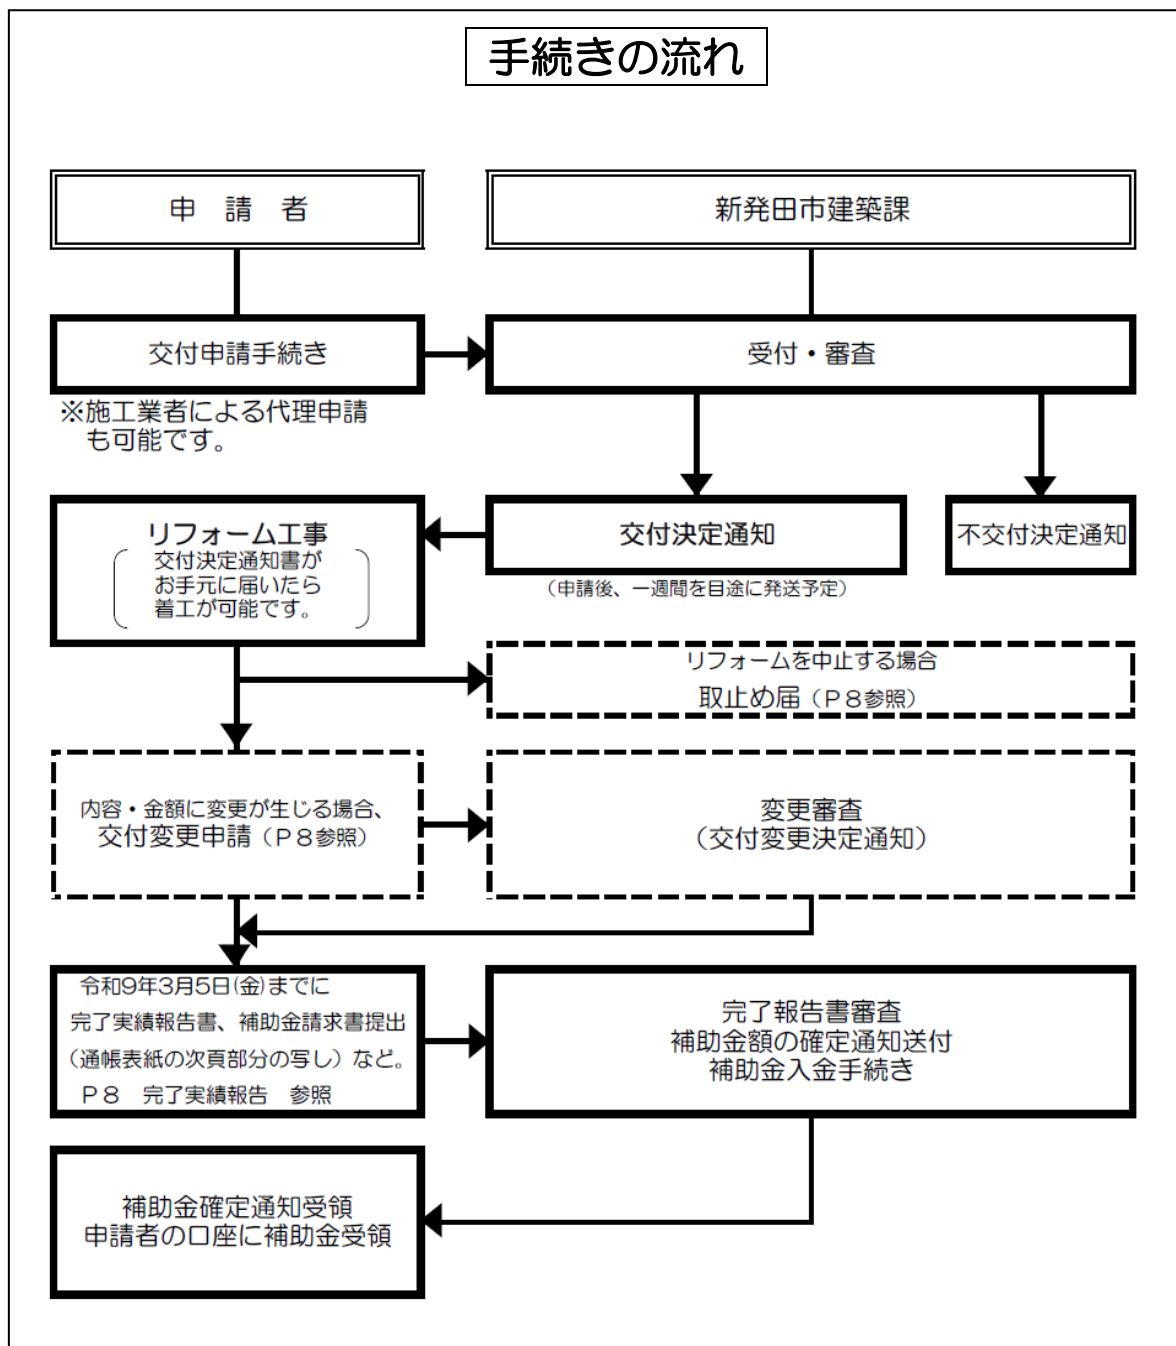 手続きの流れ
申　請　者
新発田市建築課
交付申請手続き
受付・審査
※施工業者による代理申請
も可能です。
リフォーム工事
交付決定通知書が
お手元に届いたら
着工が可能です。
交付決定通知
不交付決定通知
（申請後、一週間を目途に発送予定）
リフォームを中止する場合
取止め届（Ｐ８参照）
内容・金額に変更が生じる場合、
交付変更申請（Ｐ８参照）
変更審査
（交付変更決定通知）
令和9年3月5日(金)までに
完了実績報告書、補助金請求書提出
（通帳表紙の次頁部分の写し）など。
Ｐ８　完了実績報告　参照
完了報告書審査
補助金額の確定通知送付
補助金入金手続き
補助金確定通知受領
申請者の口座に補助金受領